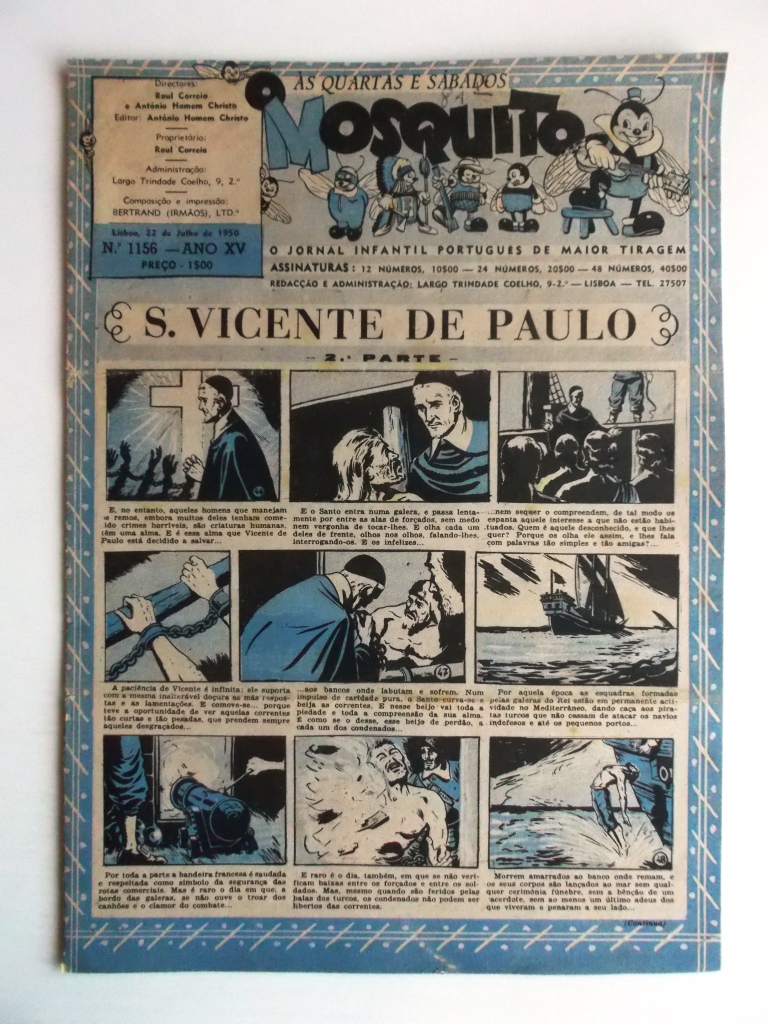 Directores:
Raul Correia
e António Homem Christo
Editor: António Homem Christo
Proprietário:
Raul Correia
Administração:
Largo Trindade Coelho, 9, 2.º
Composição e impressão:
BERTRAND (IRMÃOS), LTD.ª
Lisboa, 22 de Julho de 1950
N.º 1156 — ANO XV
PREÇO - 1$00
ÀS QUARTAS E SÁBADOS
O MOSQUITO
O JORNAL INFANTIL PORTUGUÊS DE MAIOR TIRAGEM
ASSINATURAS: 12 NÚMEROS, 10$00 — 24 NÚMEROS, 20$00 — 48 NÚMEROS, 40$00
REDACÇÃO E ADMINISTRAÇÃO: LARGO TRINDADE COELHO, 9-2.º — LISBOA — TEL. 27507
S. VICENTE DE PAULO
- 2.ª PARTE -
E, no entanto, aqueles homens que manejam
os remos, embora muitos deles tenham come-
ido crimes horríveis, são criaturas humanas,
têm uma alma. E é essa alma que Vicente de
Paulo está decidido a salvar...
E o Santo entra numa galera, e passa lenta-
mente por entre as alas de forçados, sem medo
nem vergonha de tocar-lhes. E olha cada um
deles de frente, olhos nos olhos, falando-lhes,
interrogando-os. E os infelizes...
...nem sequer o compreendem, de tal modo os
espanta aquele interesse a que não estão habi-
tuados. Quem é aquele desconhecido, e que lhes
quer? Porque os olha ele assim, e lhes fala
com palavras tão simples e tão amigas?...
A paciência de Vicente é infinita: ele suporta
com a mesma inalterável doçura as más respos-
tas e as lamentações. E comove-se... porque
teve a oportunidade de ver aquelas correntes
tão curtas e tão pesadas, que prendem sempre
aqueles desgraçados...
47
...aos bancos onde labutam e sofrem. Num
impulso de caridade pura, o Santo curva-se e
beija as correntes. E nesse beijo vai toda a
piedade e toda a compreensão da sua alma.
É como se o desse, esse beijo de perdão, a
cada um dos condenados...
Por aquela época as esquadras formadas
pelas galeras do Rei estão em permanente acti-
vidade no Mediterrâneo, dando caça aos pira-
tas turcos que não cessam de atacar os navios
indefesos e até os pequenos portos...
Por toda a parte a bandeira francesa é saudada
e respeitada como símbolo da segurança das
rotas comerciais. Mas é raro o dia em que, a
bordo das galeras, se não ouve o troar dos
canhões e o clamor do combate...
E raro é o dia, também, em que se não veri-
ficam baixas entre os forçados e entre os sol-
dados. Mas, mesmo quando são feridos pelas
balas dos turcos, os condenados não podem ser
libertos das correntes.
48
Morrem amarrados ao banco onde remam, e
os seus corpos são lançados ao mar sem qual-
quer cerimónia fúnebre, sem a bênção de um
acerdote, sem ao menos um último adeus dos
que viveram e penaram a seu lado...
(Continua)